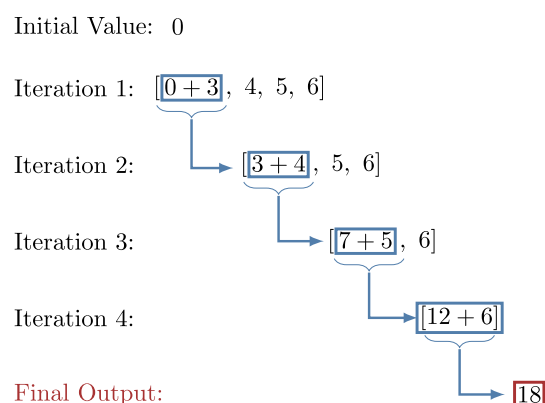 Initial Value: 0
Iteration 1: [0 + 3, 4, 5, 6]
Iteration 2: [3 + 4, 5, 6]
Iteration 3: [7 + 5, 6]
Iteration 4: [12 + 6]
Final Output: 18